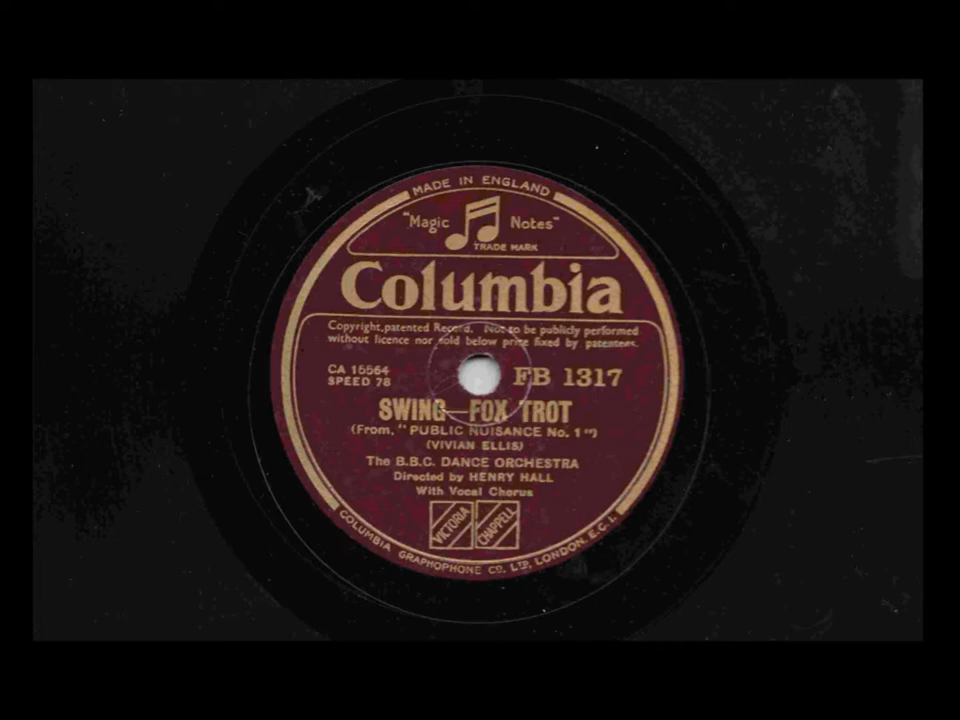 MADE IN ENGLAND
"Magic Notes"
TRADE MARK
Columbia
Copyright, patented Record. Not to be publicly performed
without licence nor sold below price fixed by patentees.
CA 15564
SPEED 78
FB 1317
SWING—FOX TROT
(From, "PUBLIC NUISANCE No. 1")
(VIVIAN ELLIS)
The B.B.C. DANCE ORCHESTRA
Directed by HENRY HALL
With Vocal Chorus
VICTORIA
CHAPPELL
COLUMBIA GRAPHOPHONE CO. LTD, LONDON. E.C.1.